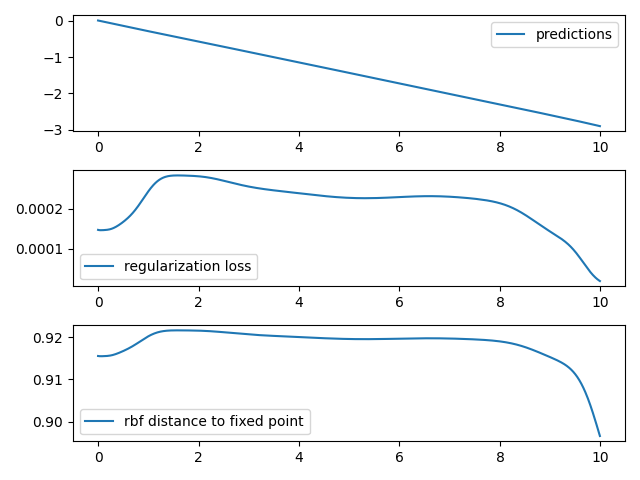 0
−1
−2
−3
predictions
0 2 4 6 8 10
0.0002
0.0001
regularization loss
0 2 4 6 8 10
0.92
0.91
0.90
rbf distance to fixed point
0 2 4 6 8 10